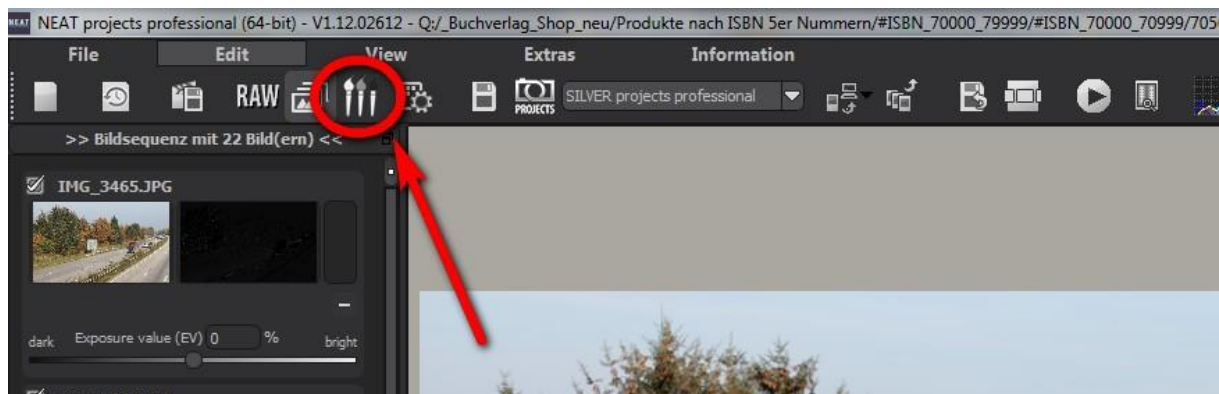 NEAT NEAT projects professional (64-bit) - V1.12.02612 - Q:/_Buchverlag_Shop_neu/Produkte nach ISBN 5er Nummern/#ISBN_70000_79999/#ISBN_70000_70999/705
File Edit View Extras Information
RAW PROJECTS SILVER projects professional
>> Bildsequenz mit 22 Bild(ern) <<
IMG_3465.JPG
dark Exposure value (EV) 0 % bright